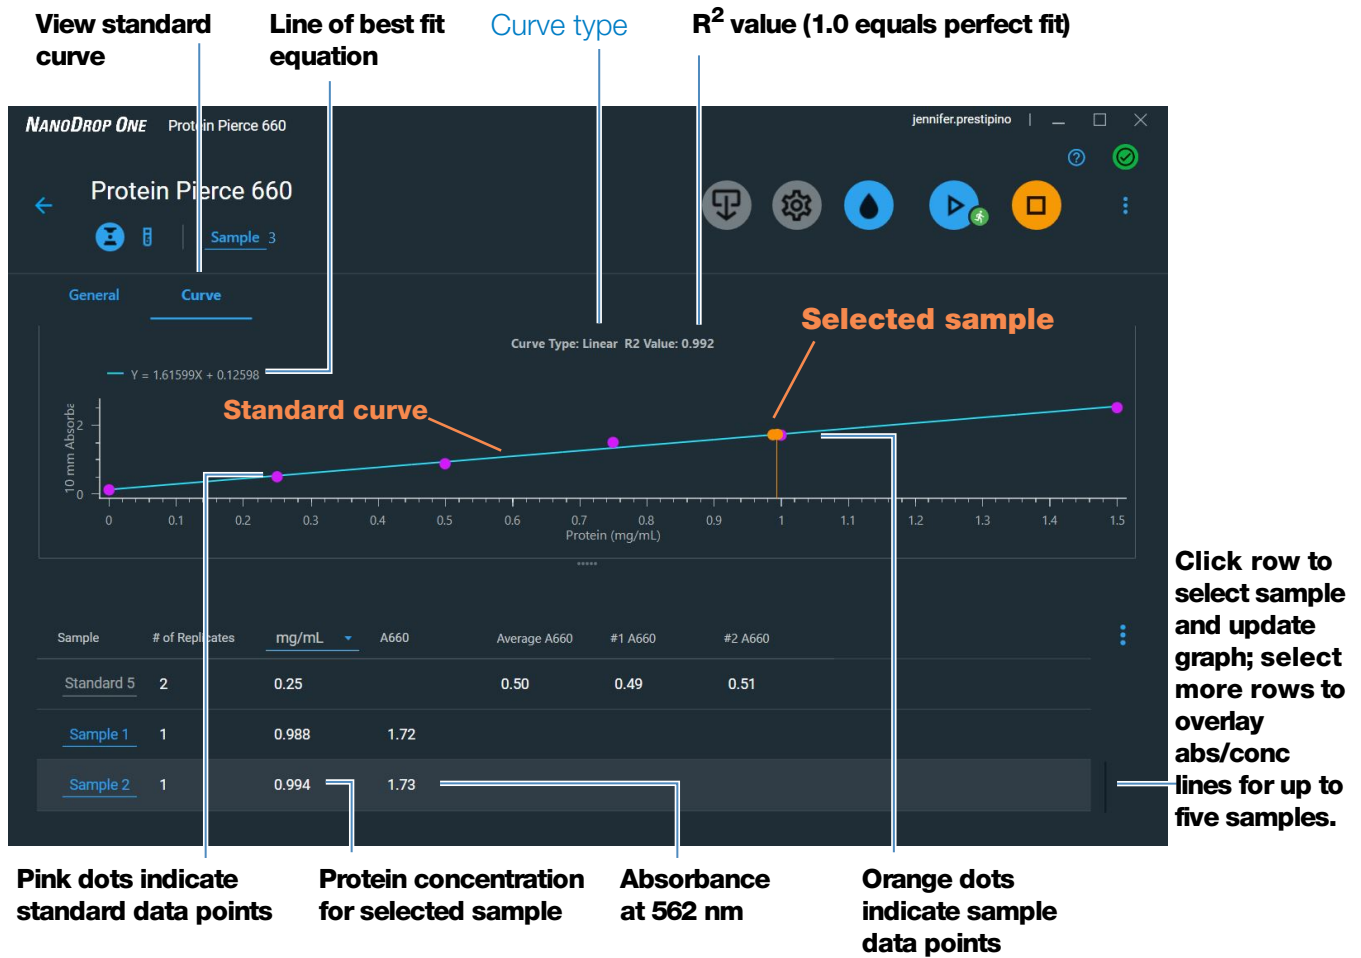 View standard
curve
Line of best fit
equation
Curve type
R² value (1.0 equals perfect fit)
NANODROP ONE Protein Pierce 660
jennifer.prestipino
Protein Pierce 660
Sample 3
General
Curve
Selected sample
Curve Type: Linear R2 Value: 0.992
Y = 1.61599X + 0.12598
Standard curve
10 mm Absorba
2
0
0 0.1 0.2 0.3 0.4 0.5 0.6 0.7 0.8 0.9 1 1.1 1.2 1.3 1.4 1.5
Protein (mg/mL)
Sample # of Replicates mg/mL A660 Average A660 #1 A660 #2 A660
Standard 5 2 0.25 0.50 0.49 0.51
Sample 1 1 0.988 1.72
Sample 2 1 0.994 1.73
Click row to
select sample
and update
graph; select
more rows to
overlay
abs/conc
lines for up to
five samples.
Pink dots indicate
standard data points
Protein concentration
for selected sample
Absorbance
at 562 nm
Orange dots
indicate sample
data points